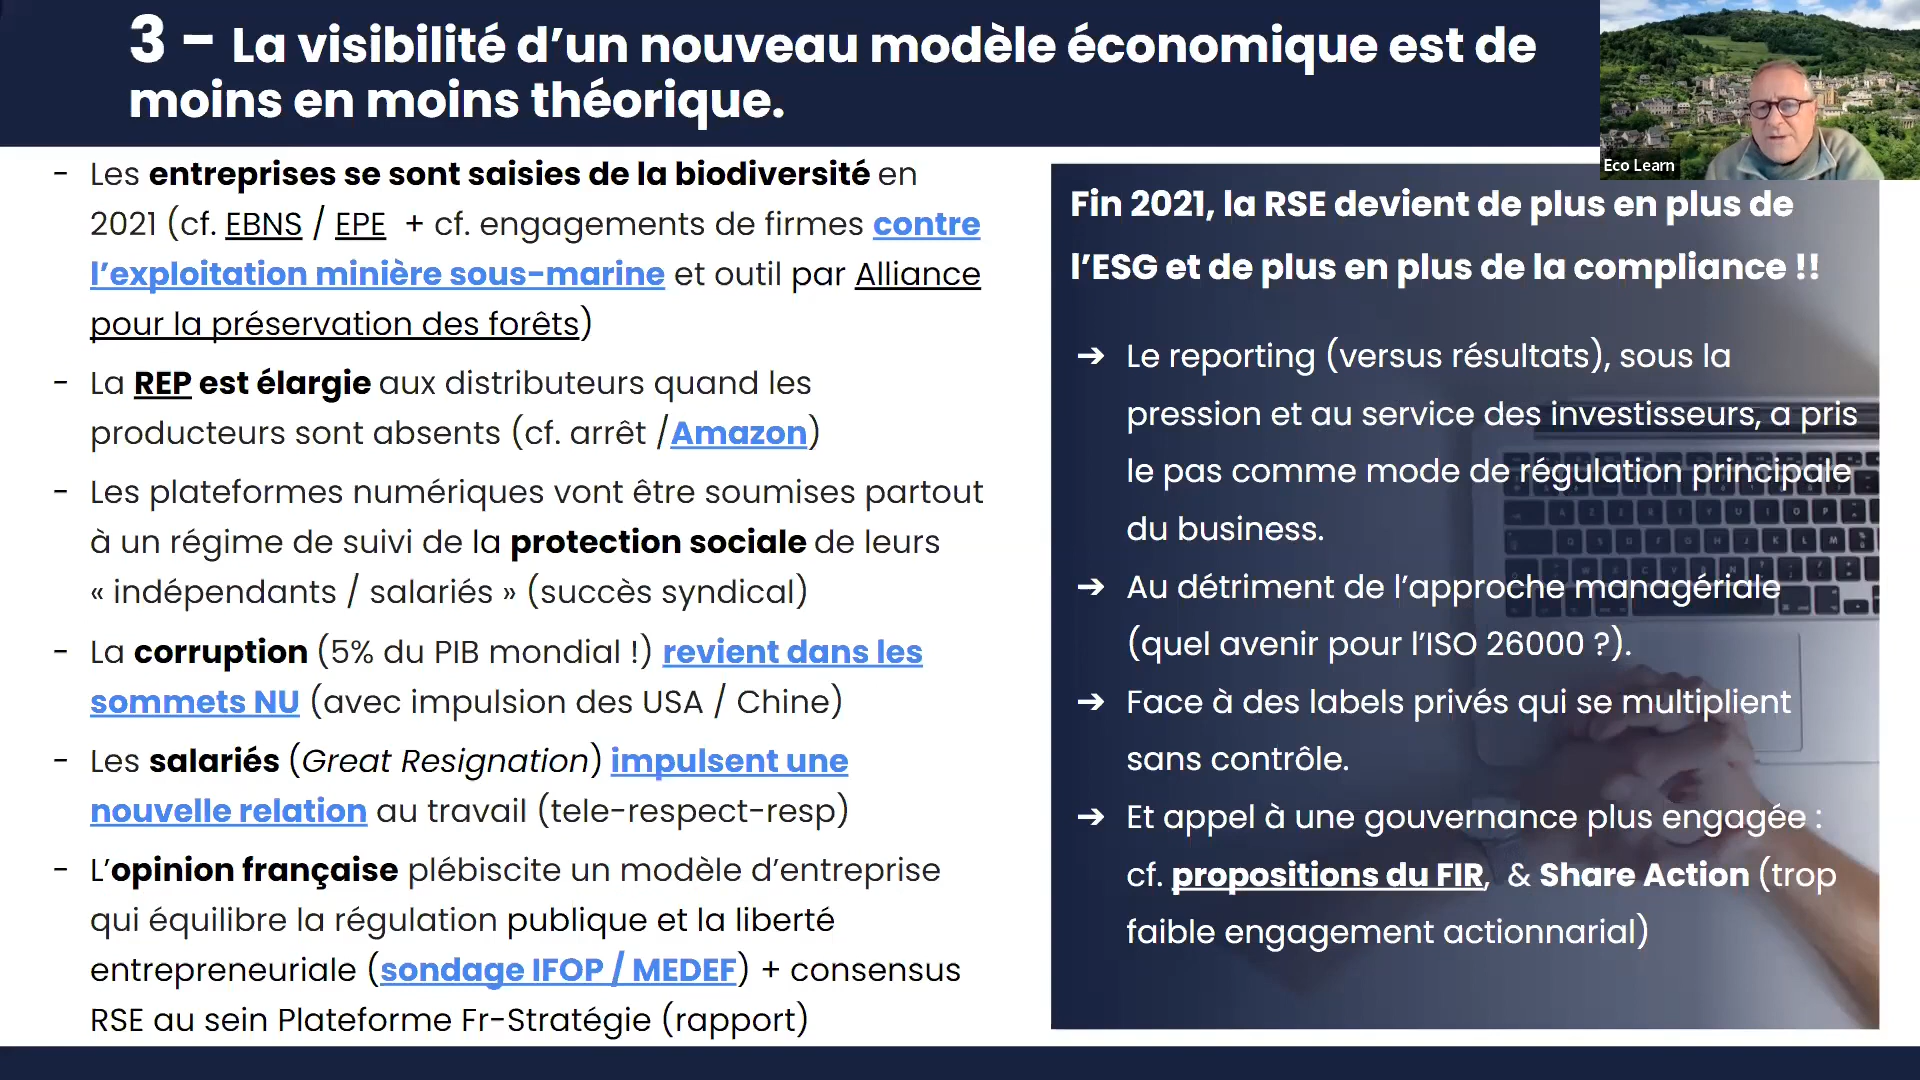 3 – La visibilité d’un nouveau modèle économique est de
moins en moins théorique.
Eco Learn
- Les entreprises se sont saisies de la biodiversité en
2021 (cf. EBNS / EPE + cf. engagements de firmes contre
l’exploitation minière sous-marine et outil par Alliance
pour la préservation des forêts)
- La REP est élargie aux distributeurs quand les
producteurs sont absents (cf. arrêt /Amazon)
- Les plateformes numériques vont être soumises partout
à un régime de suivi de la protection sociale de leurs
« indépendants / salariés » (succès syndical)
- La corruption (5% du PIB mondial !) revient dans les
sommets NU (avec impulsion des USA / Chine)
- Les salariés (Great Resignation) impulsent une
nouvelle relation au travail (tele-respect-resp)
- L’opinion française plébiscite un modèle d’entreprise
qui équilibre la régulation publique et la liberté
entrepreneuriale (sondage IFOP / MEDEF) + consensus
RSE au sein Plateforme Fr-Stratégie (rapport)
Fin 2021, la RSE devient de plus en plus de
l’ESG et de plus en plus de la compliance !!
➔ Le reporting (versus résultats), sous la
pression et au service des investisseurs, a pris
le pas comme mode de régulation principale
du business.
➔ Au détriment de l’approche managériale
(quel avenir pour l’ISO 26000 ?).
➔ Face à des labels privés qui se multiplient
sans contrôle.
➔ Et appel à une gouvernance plus engagée :
cf. propositions du FIR, & Share Action (trop
faible engagement actionnarial)